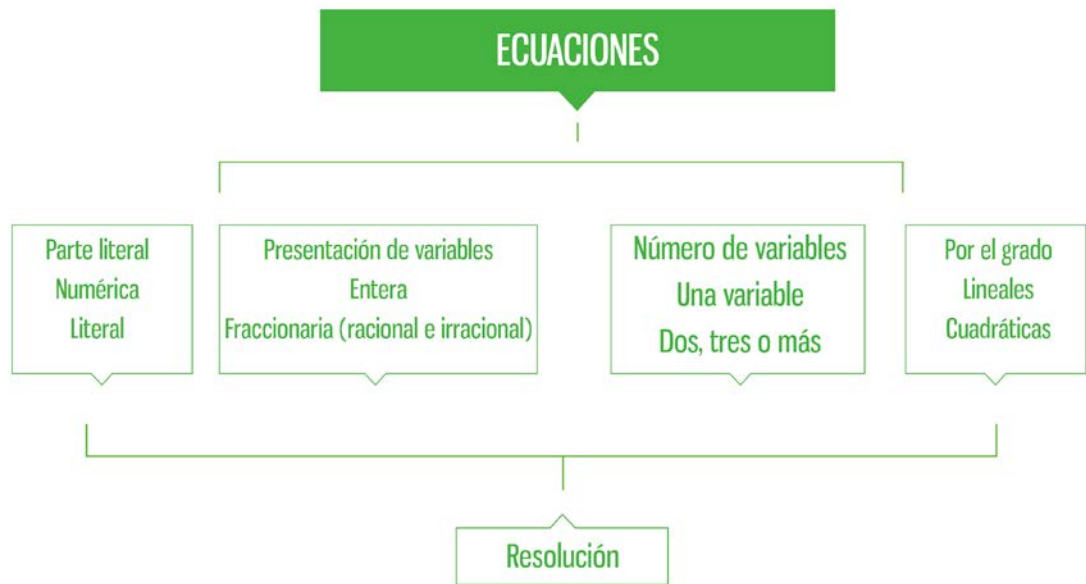 ECUACIONES
Parte literal
Numérica
Literal
Presentación de variables
Entera
Fraccionaria (racional e irracional)
Número de variables
Una variable
Dos, tres o más
Por el grado
Lineales
Cuadráticas
Resolución